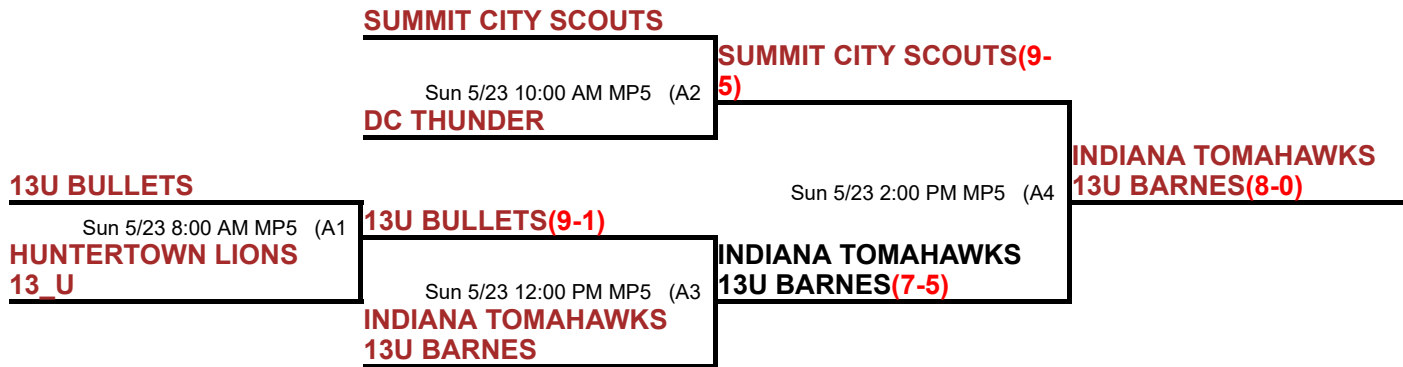 SUMMIT CITY SCOUTS
SUMMIT CITY SCOUTS(9-
5)
Sun 5/23 10:00 AM MP5 (A2
DC THUNDER
INDIANA TOMAHAWKS
13U BARNES(8-0)
Sun 5/23 2:00 PM MP5 (A4
13U BULLETS
Sun 5/23 8:00 AM MP5 (A1
13U BULLETS(9-1)
HUNTERTOWN LIONS
13_U
INDIANA TOMAHAWKS
13U BARNES(7-5)
Sun 5/23 12:00 PM MP5 (A3
INDIANA TOMAHAWKS
13U BARNES